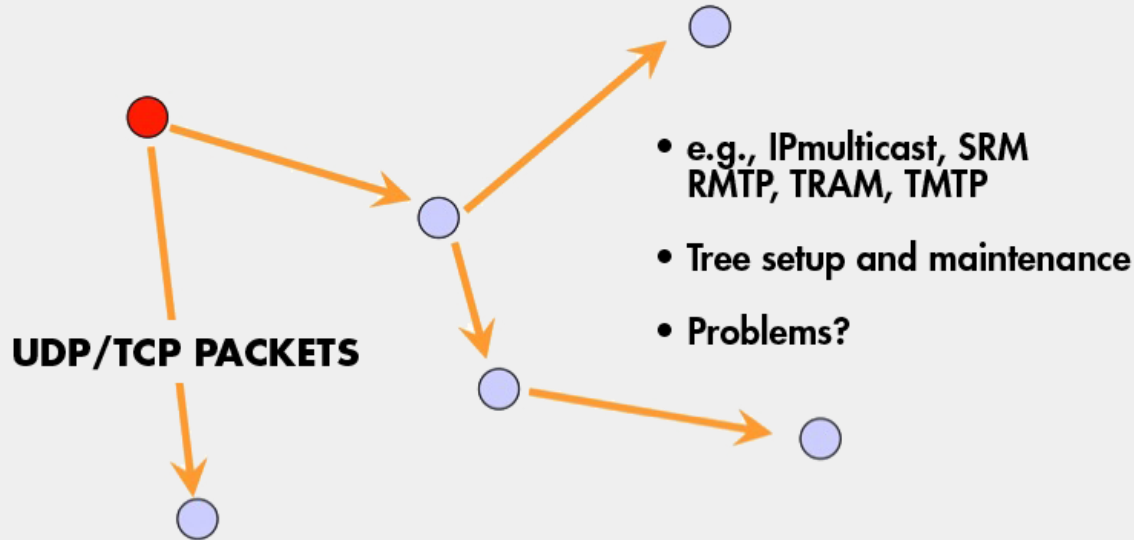 • e.g., IPmulticast, SRM
RMTP, TRAM, TMTP
• Tree setup and maintenance
• Problems?
UDP/TCP PACKETS